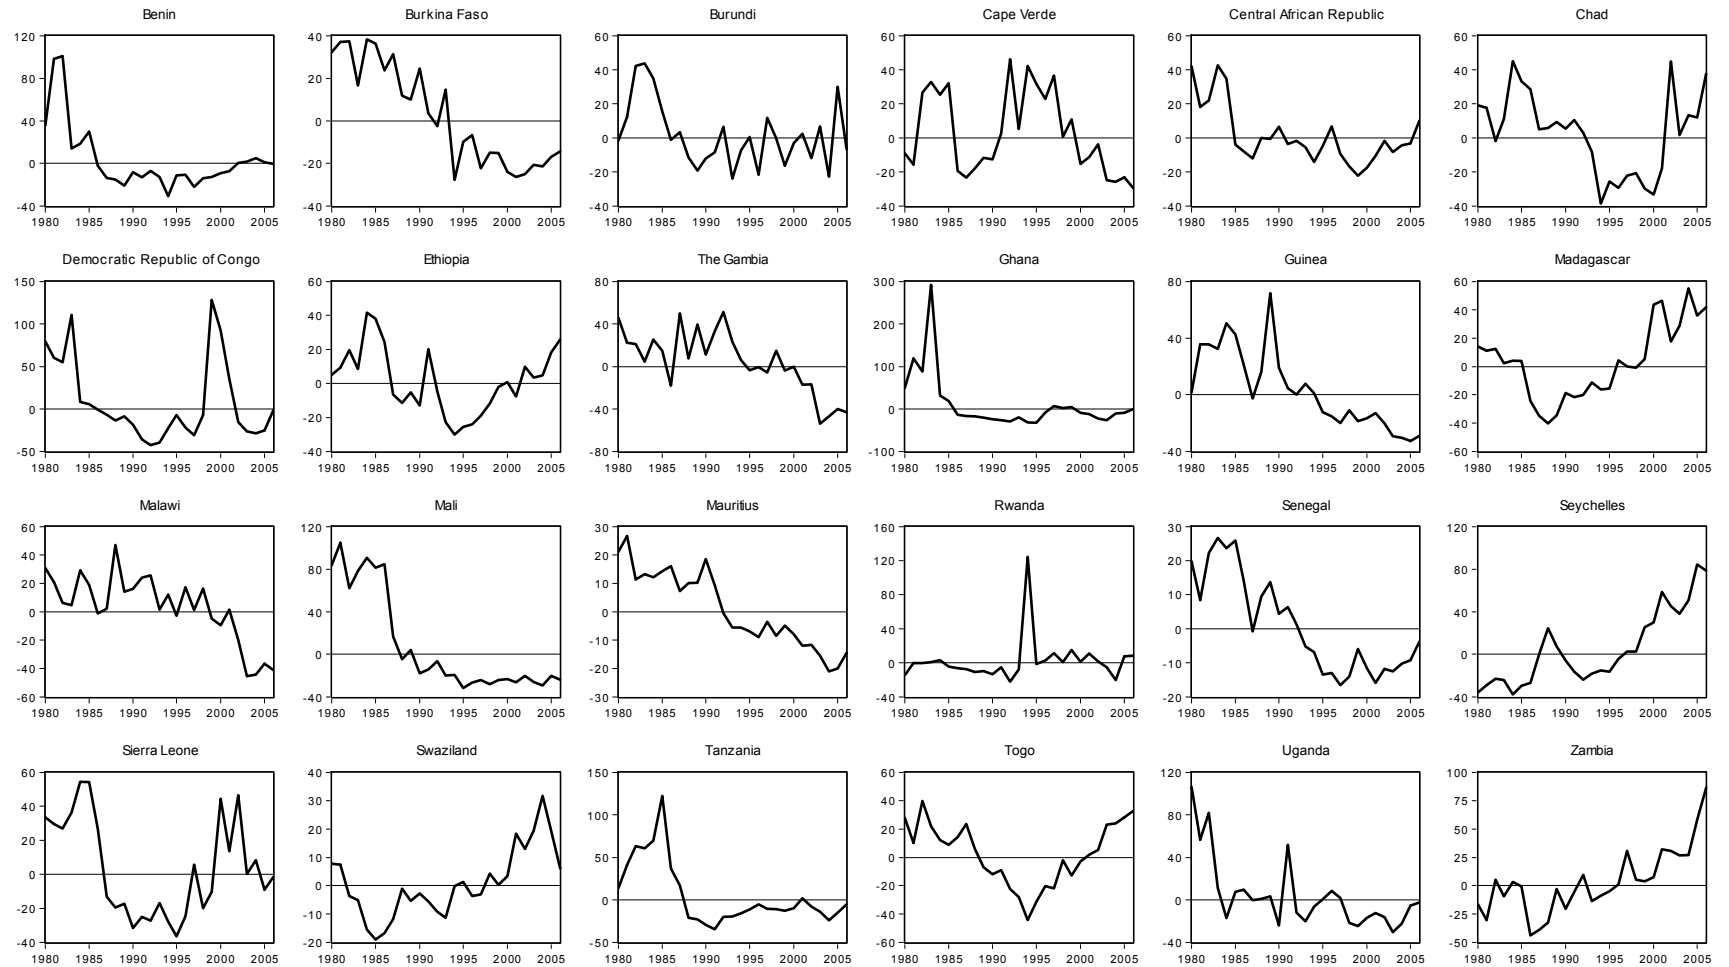 Benin
120
80
40
0
-40
1980 1985 1990 1995 2000 2005
Burkina Faso
40
20
0
-20
-40
1980 1985 1990 1995 2000 2005
Burundi
60
40
20
0
-20
-40
1980 1985 1990 1995 2000 2005
Cape Verde
60
40
20
0
-20
-40
1980 1985 1990 1995 2000 2005
Central African Republic
60
40
20
0
-20
-40
1980 1985 1990 1995 2000 2005
Chad
60
40
20
0
-20
-40
1980 1985 1990 1995 2000 2005
Democratic Republic of Congo
150
100
50
0
-50
1980 1985 1990 1995 2000 2005
Ethiopia
60
40
20
0
-20
-40
1980 1985 1990 1995 2000 2005
The Gambia
80
40
0
-40
-80
1980 1985 1990 1995 2000 2005
Ghana
300
200
100
0
-100
1980 1985 1990 1995 2000 2005
Guinea
80
40
0
-40
1980 1985 1990 1995 2000 2005
Madagascar
60
40
20
0
-20
-40
-60
1980 1985 1990 1995 2000 2005
Malawi
60
40
20
0
-20
-40
-60
1980 1985 1990 1995 2000 2005
Mali
120
80
40
0
-40
1980 1985 1990 1995 2000 2005
Mauritius
30
20
10
0
-10
-20
-30
1980 1985 1990 1995 2000 2005
Rwanda
160
120
80
40
0
-40
1980 1985 1990 1995 2000 2005
Senegal
30
20
10
0
-10
-20
1980 1985 1990 1995 2000 2005
Seychelles
120
80
40
0
-40
1980 1985 1990 1995 2000 2005
Sierra Leone
60
40
20
0
-20
-40
1980 1985 1990 1995 2000 2005
Swaziland
40
30
20
10
0
-10
-20
1980 1985 1990 1995 2000 2005
Tanzania
150
100
50
0
-50
1980 1985 1990 1995 2000 2005
Togo
60
40
20
0
-20
-40
-60
1980 1985 1990 1995 2000 2005
Uganda
120
80
40
0
-40
1980 1985 1990 1995 2000 2005
Zambia
100
75
50
25
0
-25
-50
1980 1985 1990 1995 2000 2005